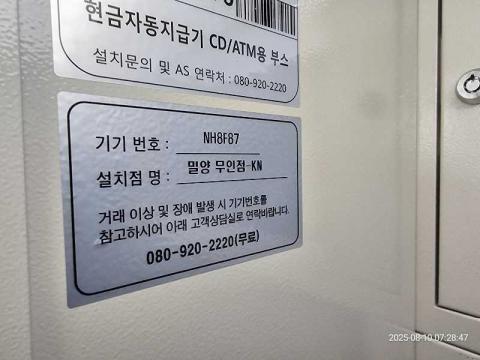 현금자동지급기 CD/ATM용 부스
설치문의 및 AS 연락처 : 080-920-2220
기기 번호 : NH8F87
설치점 명 : 밀양 무인점-KN
거래 이상 및 장애 발생 시 기기번호를
참고하시어 아래 고객상담실로 연락바랍니다.
080-920-2220(무료)
2025-08-10 07:28:47